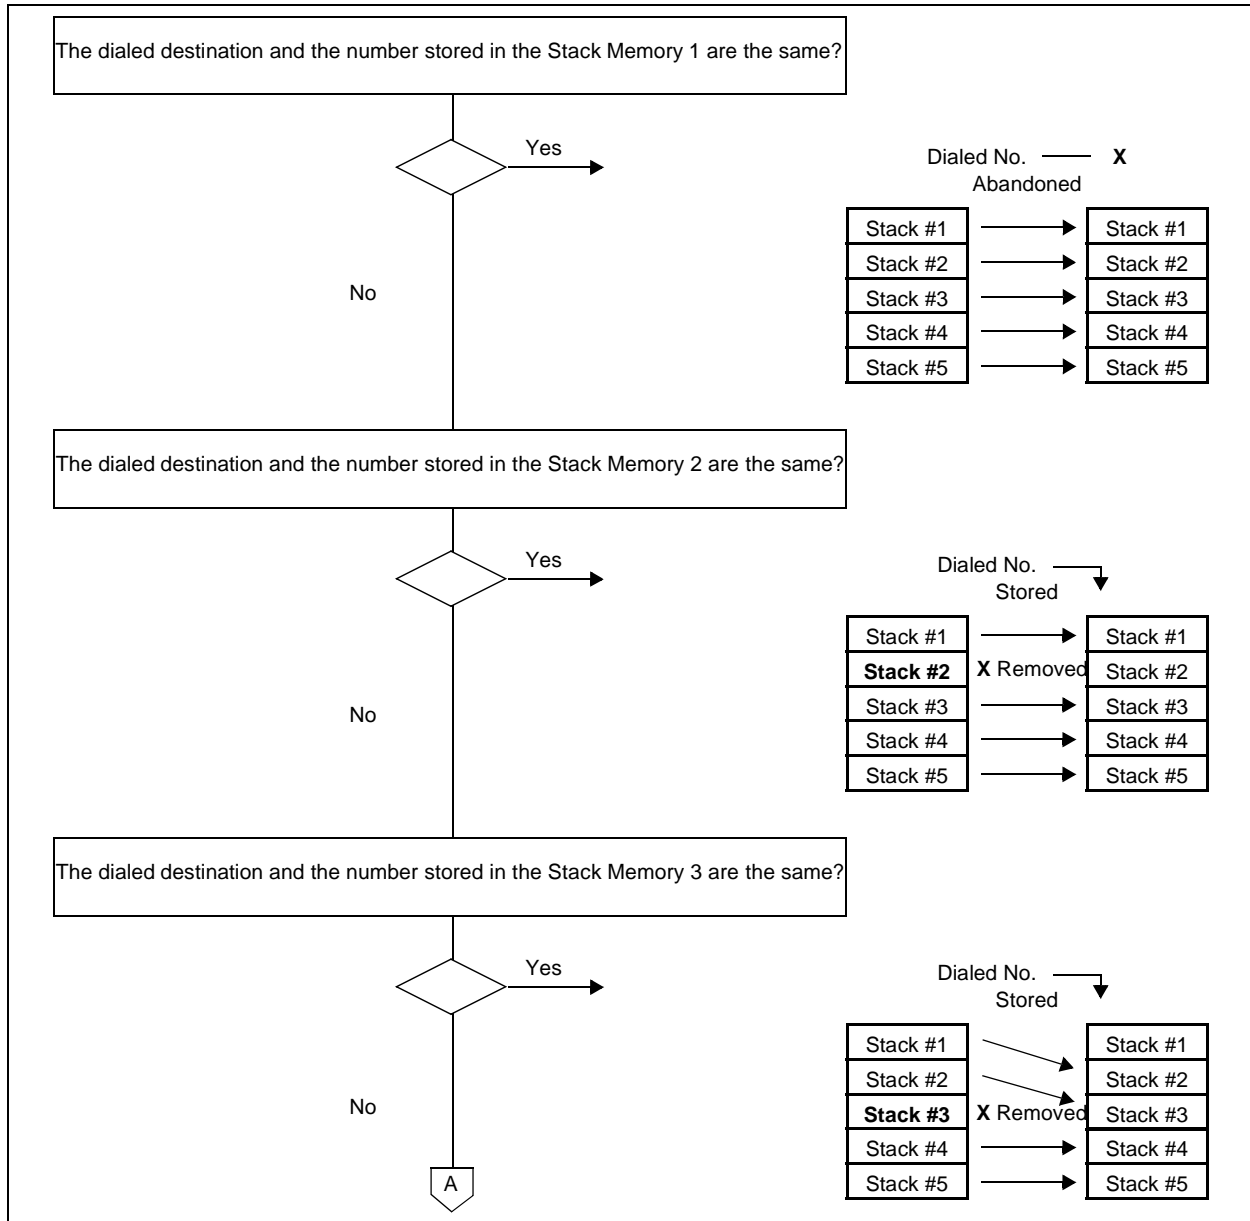 The dialed destination and the number stored in the Stack Memory 1 are the same?
Yes
No
Dialed No. X
Abandoned
Stack #1 Stack #1
Stack #2 Stack #2
Stack #3 Stack #3
Stack #4 Stack #4
Stack #5 Stack #5
The dialed destination and the number stored in the Stack Memory 2 are the same?
Yes
No
Dialed No.
Stored
Stack #1 Stack #1
Stack #2 X Removed Stack #2
Stack #3 Stack #3
Stack #4 Stack #4
Stack #5 Stack #5
The dialed destination and the number stored in the Stack Memory 3 are the same?
Yes
No
A
Dialed No.
Stored
Stack #1 Stack #1
Stack #2 Stack #2
Stack #3 X Removed Stack #3
Stack #4 Stack #4
Stack #5 Stack #5